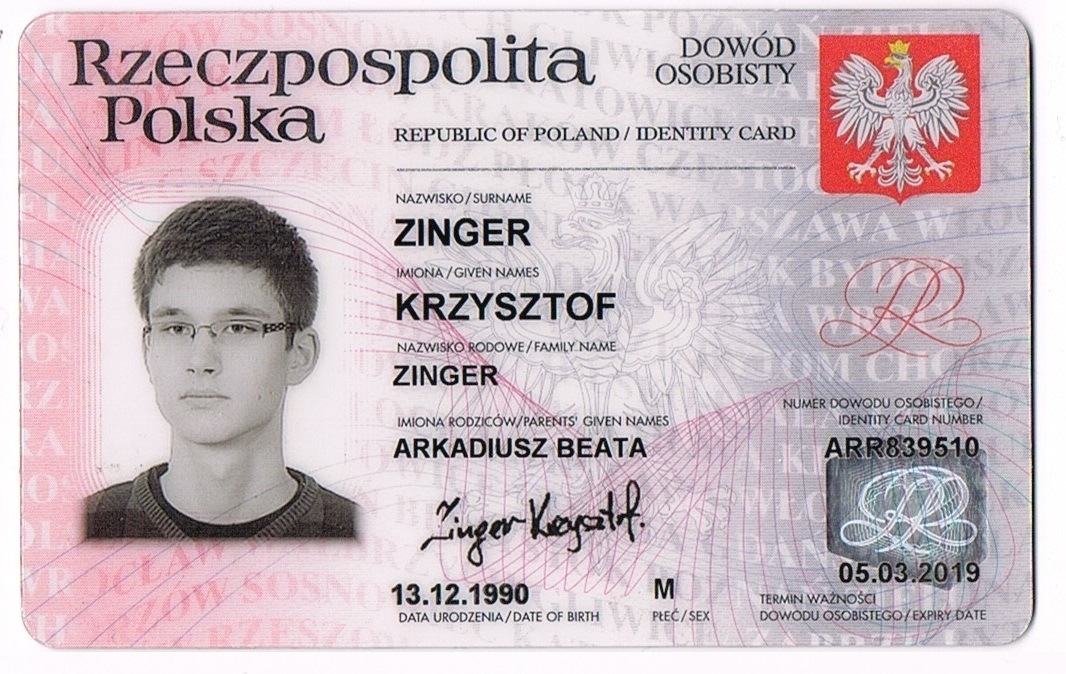 Rzeczpospolita
Polska
DOWÓD
OSOBISTY
REPUBLIC OF POLAND / IDENTITY CARD
NAZWISKO / SURNAME
ZINGER
IMIONA / GIVEN NAMES
KRZYSZTOF
NAZWISKO RODOWE / FAMILY NAME
ZINGER
IMIONA RODZICÓW/PARENTS' GIVEN NAMES
ARKADIUSZ BEATA
NUMER DOWODU OSOBISTEGO /
IDENTITY CARD NUMBER
ARR839510
Zinger Krzysztof.
13.12.1990
DATA URODZENIA / DATE OF BIRTH
M
PŁEĆ / SEX
05.03.2019
TERMIN WAŻNOŚCI
DOWODU OSOBISTEGO / EXPIRY DATE